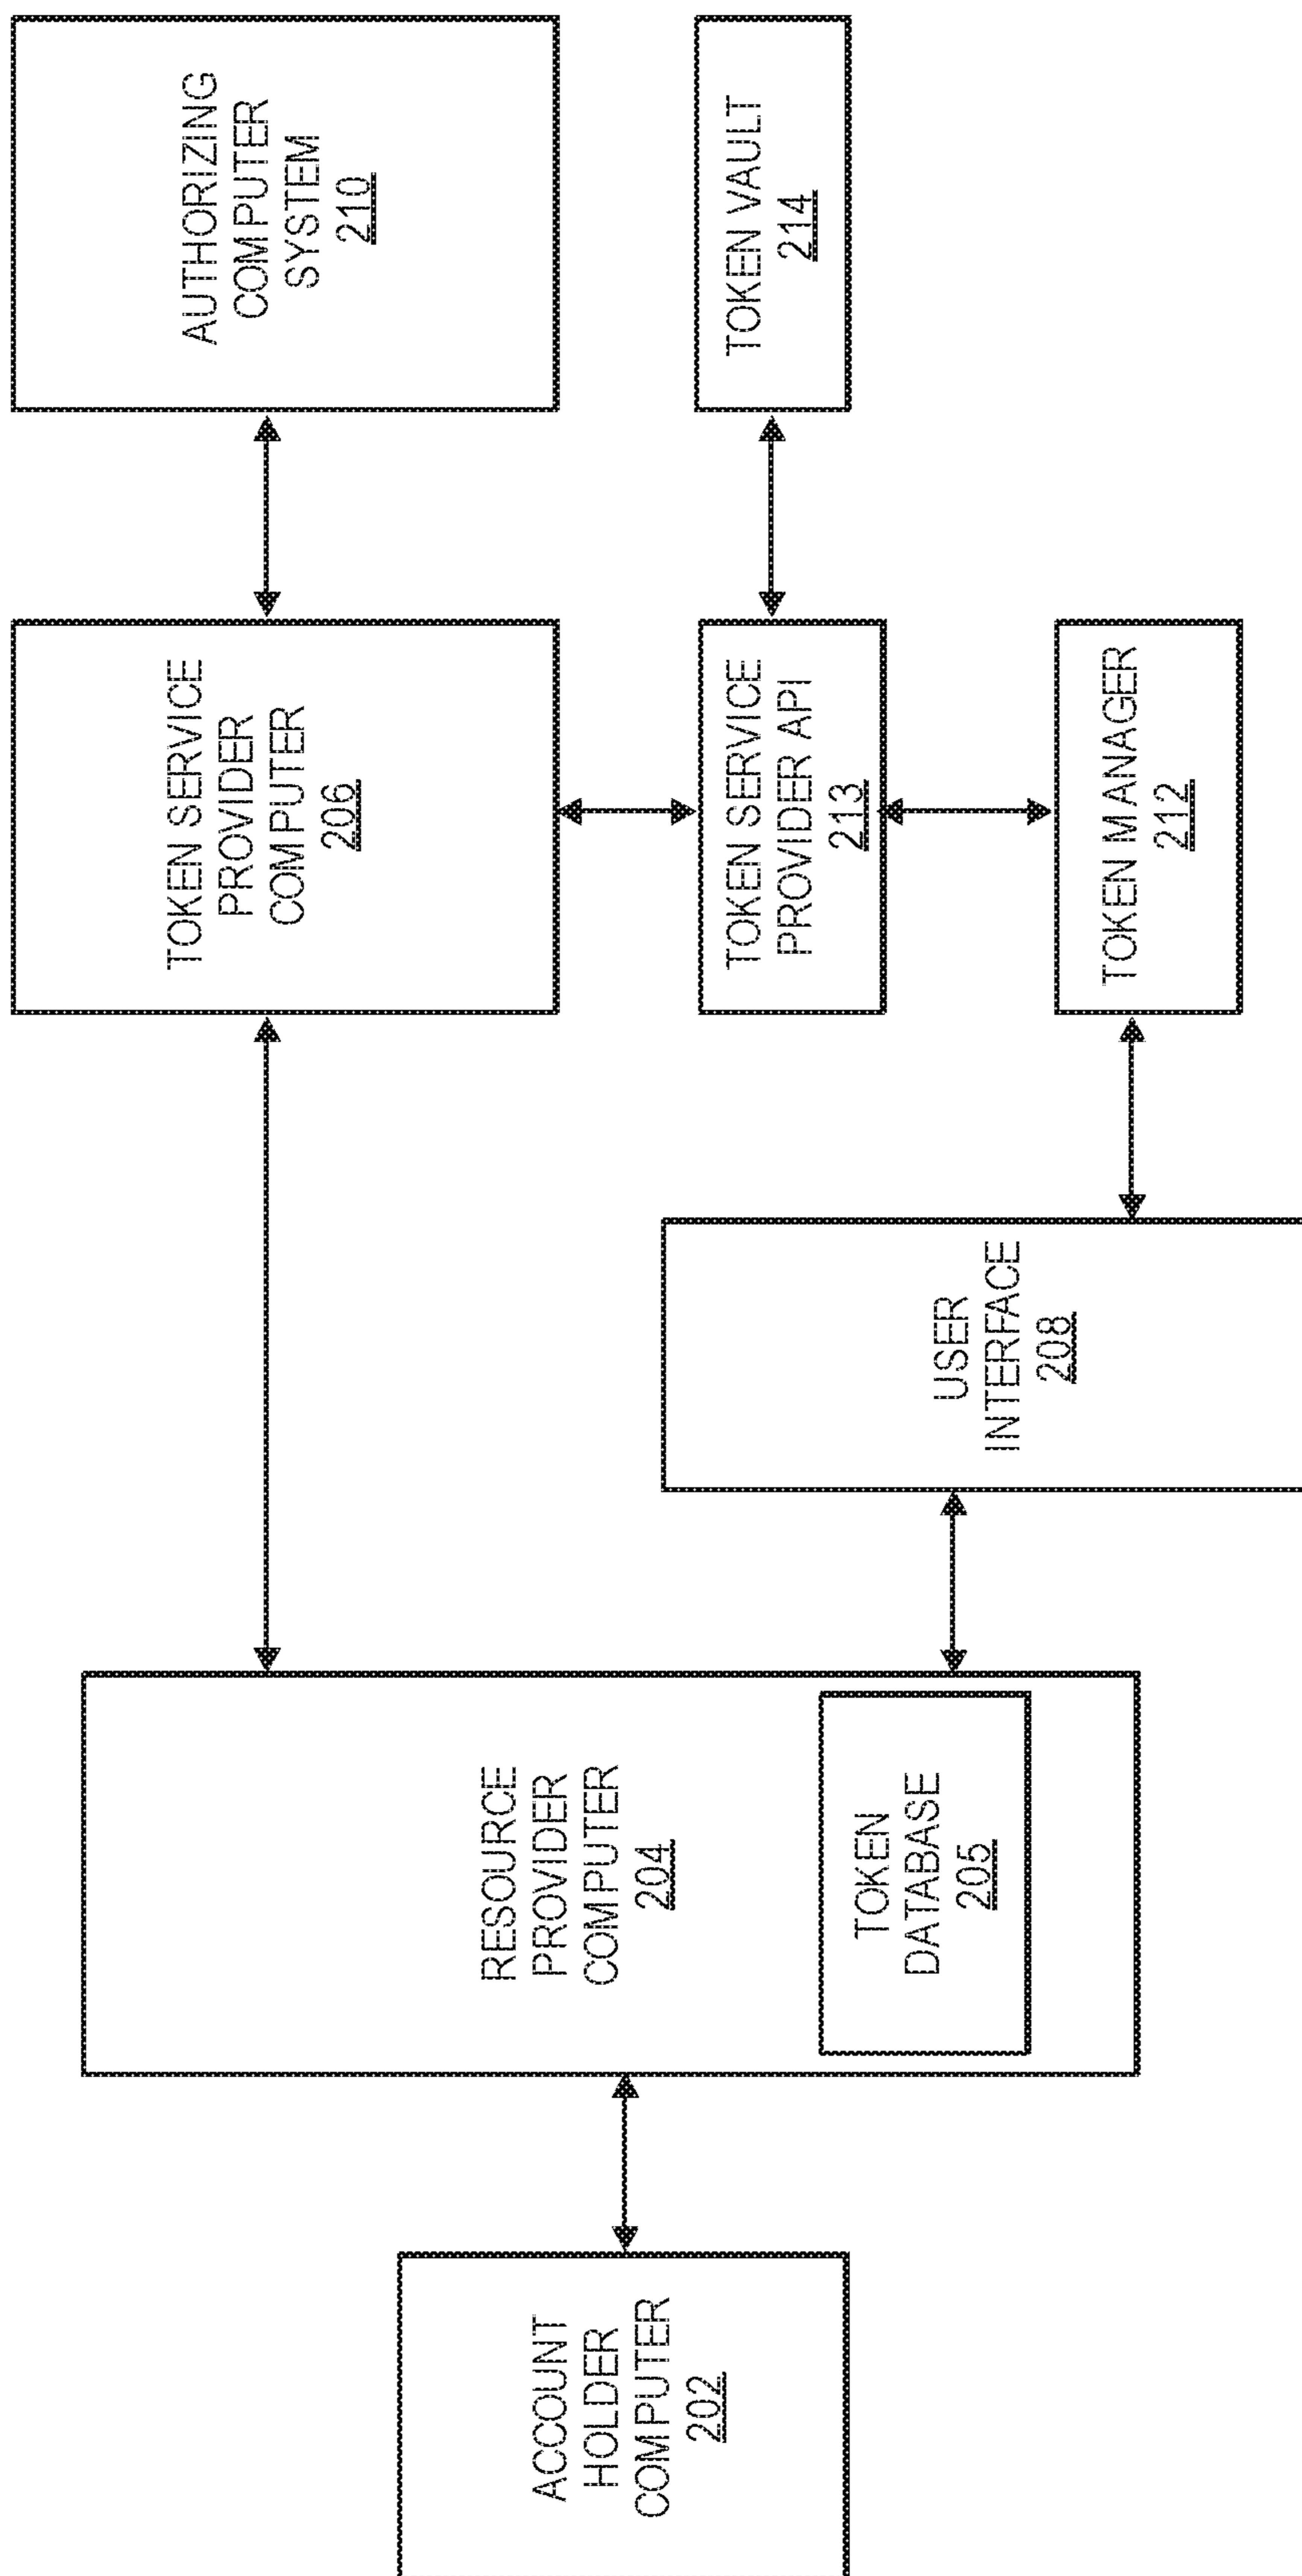 ACCOUNT
HOLDER
COMPUTER
202
RESOURCE
PROVIDER
COMPUTER
204
TOKEN
DATABASE
205
USER
INTERFACE
208
TOKEN SERVICE
PROVIDER
COMPUTER
206
TOKEN SERVICE
PROVIDER API
213
TOKEN MANAGER
212
AUTHORIZING
COMPUTER
SYSTEM
210
TOKEN VAULT
214